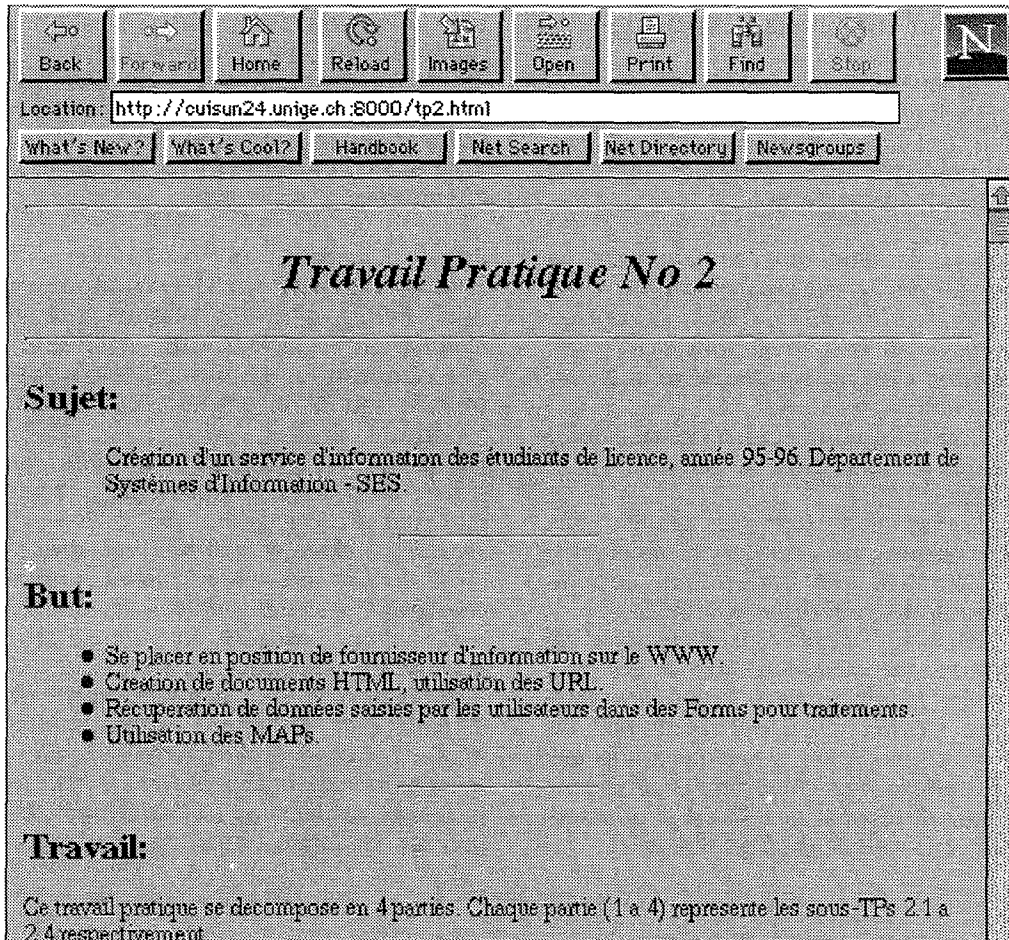 Back Forward Home Reload Images Open Print Find Stop N
Location: http://cuisun24.unige.ch:8000/tp2.html
What's New? What's Cool? Handbook Net Search Net Directory Newsgroups
Travail Pratique No 2
Sujet:
Création d'un service d'information des étudiants de licence, année 95-96. Département de
Systèmes d'Information - SES.
But:
Se placer en position de fournisseur d'information sur le WWW.
Creation de documents HTML, utilisation des URL.
Récuperation de données saisies par les utilisateurs dans des Forms pour traitements
Utilisation des MAPs.
Travail:
Ce travail pratique se decompose en 4 parties. Chaque partie (1 a 4) represente les sous-TPs 2.1 a
2.4 respectivement